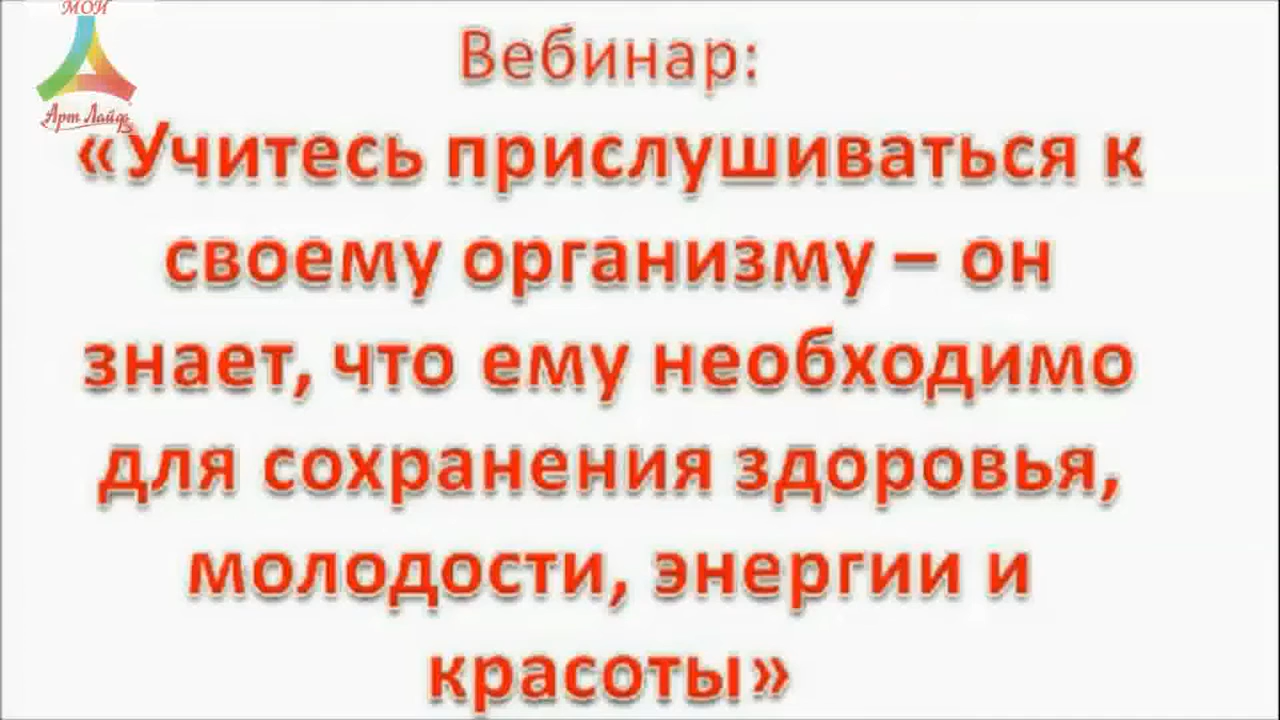 МОЙ
Арт Лайф
Вебинар:
«Учитесь прислушиваться к
своему организму – он
знает, что ему необходимо
для сохранения здоровья,
молодости, энергии и
красоты»